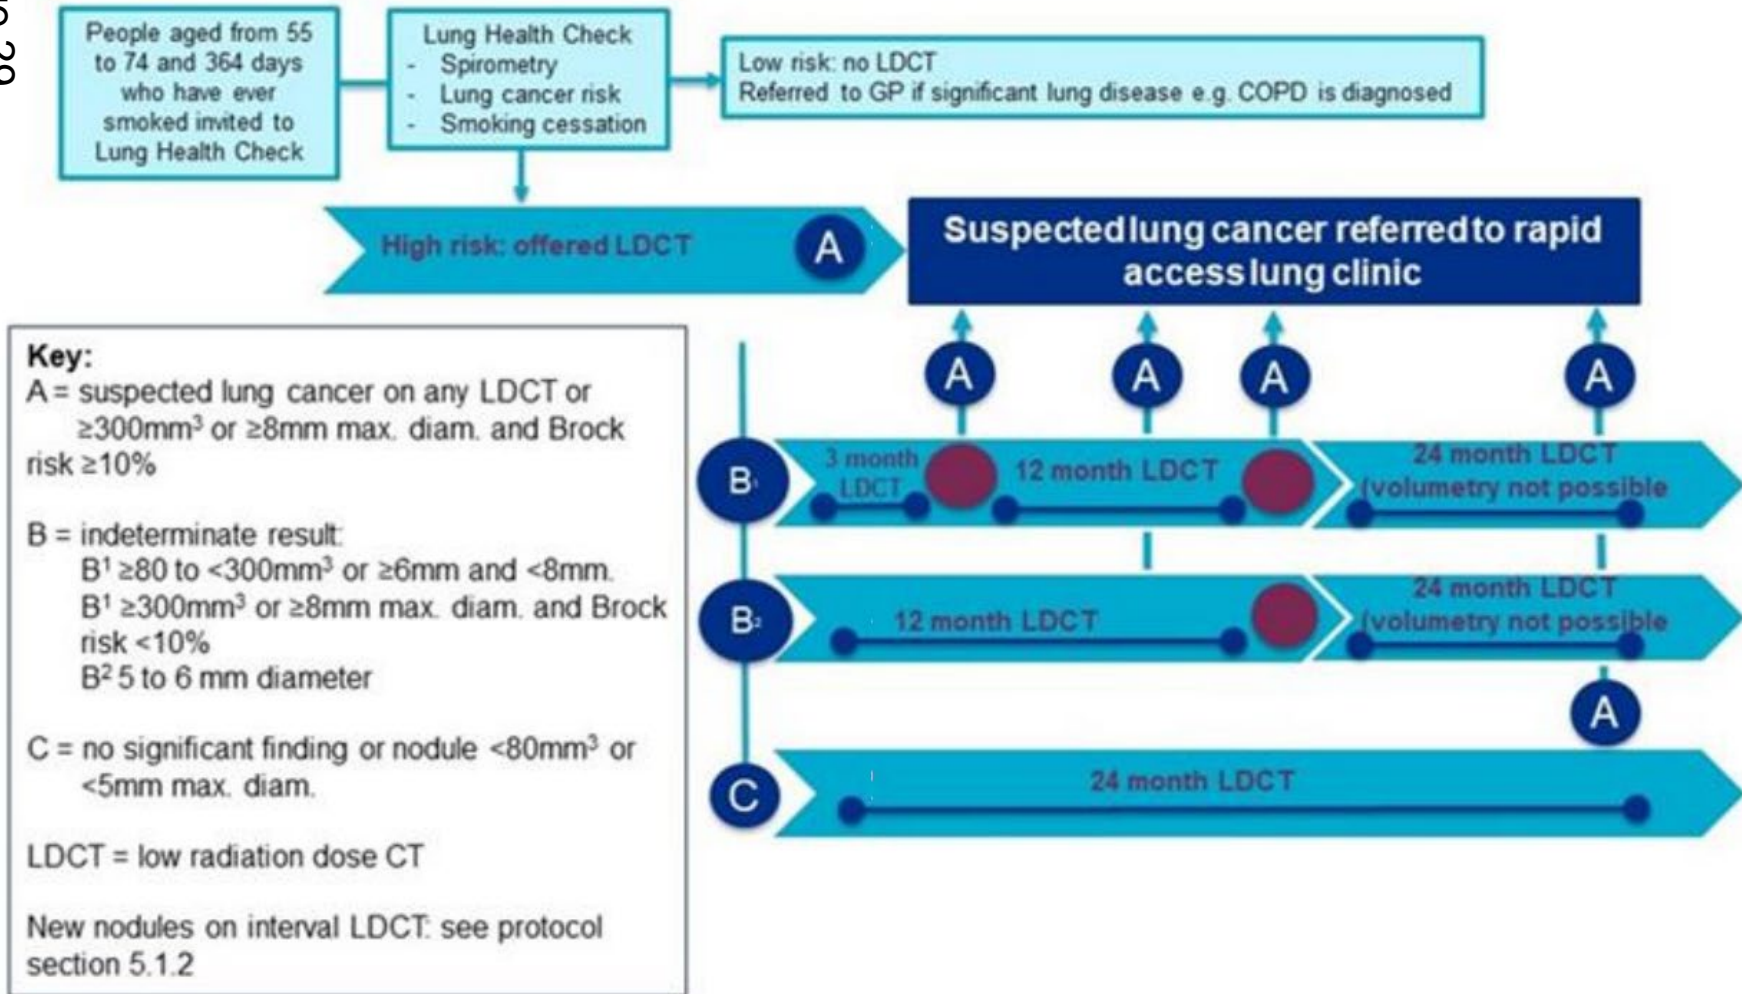 People aged from 55
to 74 and 364 days
who have ever
smoked invited to
Lung Health Check
Lung Health Check
- Spirometry
- Lung cancer risk
- Smoking cessation
Low risk: no LDCT
Referred to GP if significant lung disease e.g. COPD is diagnosed
High risk: offered LDCT
A
Suspected lung cancer referred to rapid
access lung clinic
Key:
A = suspected lung cancer on any LDCT or
≥300mm³ or ≥8mm max. diam. and Brock
risk ≥10%
B = indeterminate result:
B¹ ≥80 to <300mm³ or ≥6mm and <8mm.
B¹ ≥300mm³ or ≥8mm max. diam. and Brock
risk <10%
B² 5 to 6 mm diameter
C = no significant finding or nodule <80mm³ or
<5mm max. diam.
LDCT = low radiation dose CT
New nodules on interval LDCT: see protocol
section 5.1.2
A
A
A
A
B1
3 month
LDCT
12 month LDCT
24 month LDCT
(volumetry not possible
B2
12 month LDCT
24 month LDCT
(volumetry not possible
A
C
24 month LDCT